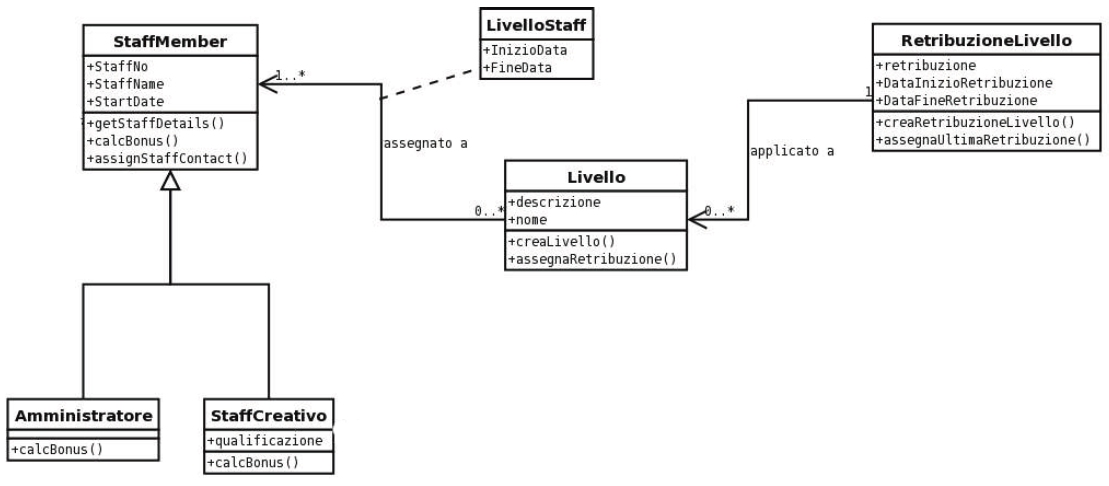 StaffMember
+StaffNo
+StaffName
+StartDate
+getStaffDetails()
+calcBonus()
+assignStaffContact()
1..*
assegnato a
LivelloStaff
+InizioData
+FineData
0..*
Livello
+descrizione
+nome
+creaLivello()
+assegnaRetribuzione()
0..*
applicato a
1
RetribuzioneLivello
+retribuzione
+DataInizioRetribuzione
+DataFineRetribuzione
+creaRetribuzioneLivello()
+assegnaUltimaRetribuzione()
Amministratore
+calcBonus()
StaffCreativo
+qualificazione
+calcBonus()